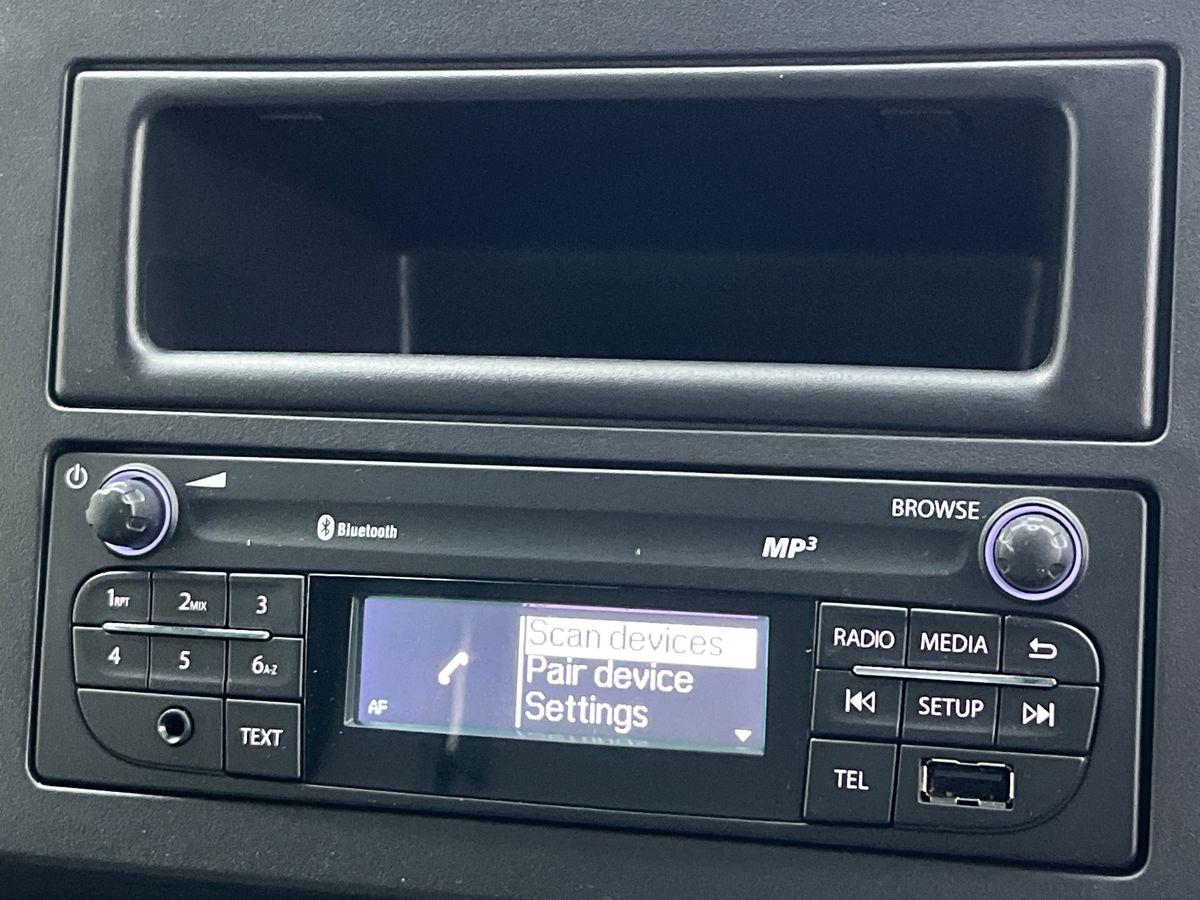 Bluetooth
BROWSE
MP3
1RPT
2MIX
3
4
5
6A-Z
TEXT
Scan devices
Pair device
Settings
AF
RADIO
MEDIA
SETUP
TEL